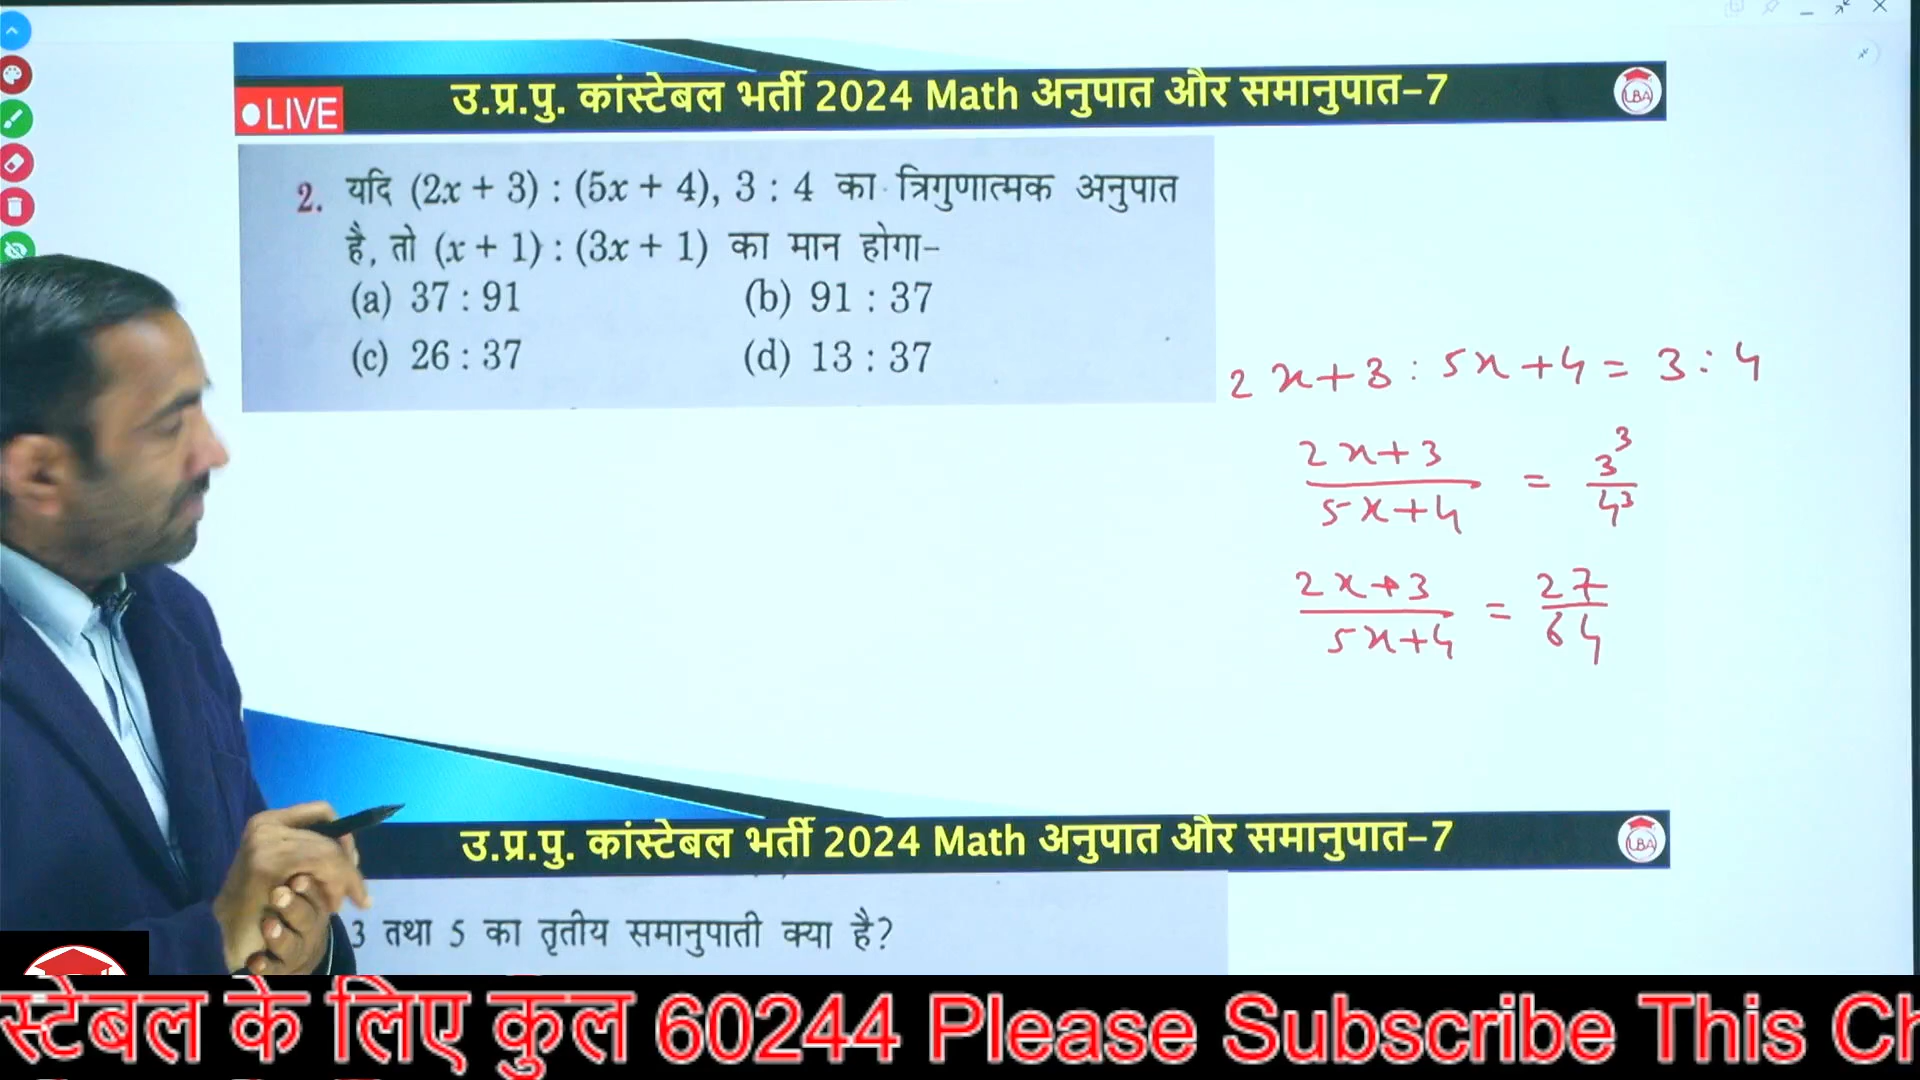 उ.प्र.पु. कांस्टेबल भर्ती 2024 Math अनुपात और समानुपात-7
LBA
LIVE
2. यदि (2x + 3) : (5x + 4), 3 : 4 का त्रिगुणात्मक अनुपात
है, तो (x + 1) : (3x + 1) का मान होगा-
(a) 37 : 91 (b) 91 : 37
(c) 26 : 37 (d) 13 : 37
2x+3 : 5x+4 = 3 : 4
2x+3 / 5x+4 = 3³ / 4³
2x+3 / 5x+4 = 27 / 64
उ.प्र.पु. कांस्टेबल भर्ती 2024 Math अनुपात और समानुपात-7
LBA
3 तथा 5 का तृतीय समानुपाती क्या है?
स्टेबल के लिए कुल 60244 Please Subscribe This Ch